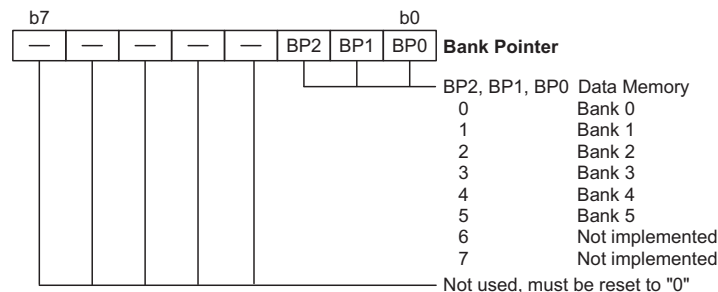 b7 b0
— — — — — BP2 BP1 BP0 Bank Pointer
BP2, BP1, BP0 Data Memory
0 Bank 0
1 Bank 1
2 Bank 2
3 Bank 3
4 Bank 4
5 Bank 5
6 Not implemented
7 Not implemented
Not used, must be reset to "0"